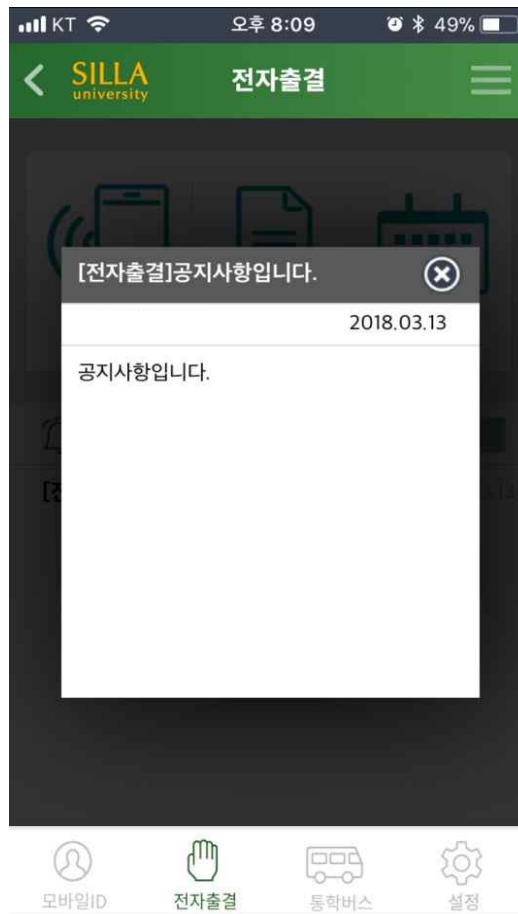 KT 오후 8:09 49%
SILLA
university
전자출결
[전자출결]공지사항입니다.
2018.03.13
공지사항입니다.
모바일ID 전자출결 통학버스 설정